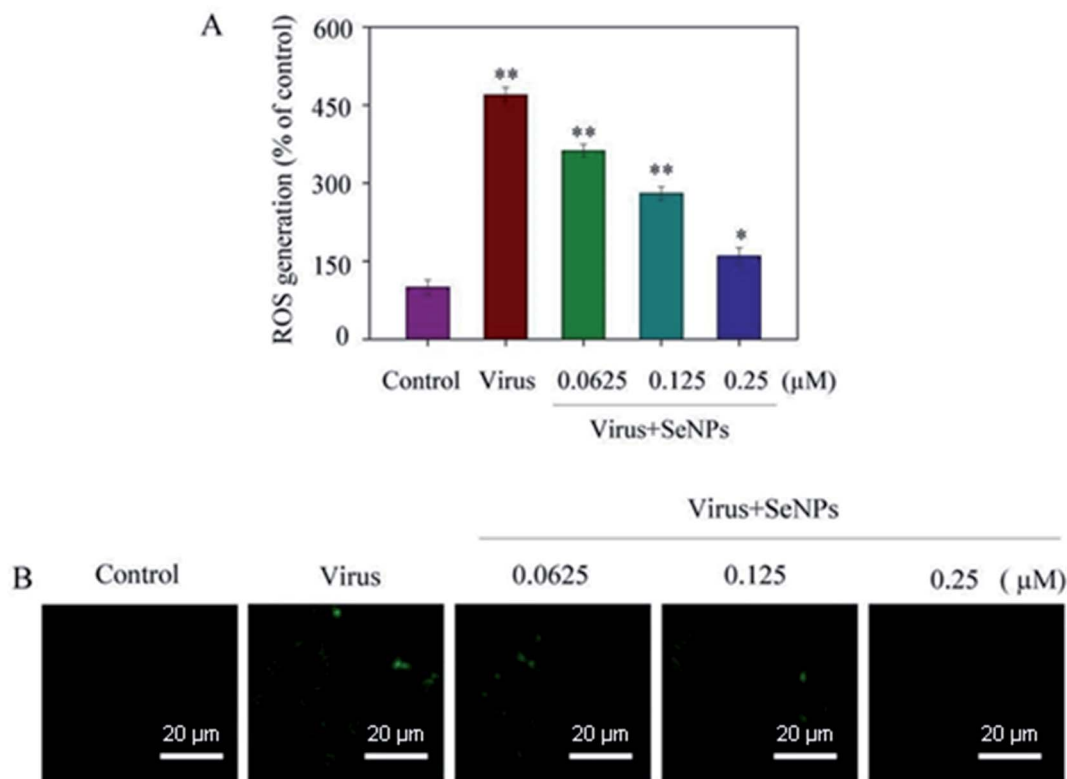 A
ROS generation (% of control)
600
450
300
150
0
**
**
**
*
Control Virus 0.0625 0.125 0.25 (µM)
Virus+SeNPs
Virus+SeNPs
B Control Virus 0.0625 0.125 0.25 ( µM)
20 µm 20 µm 20 µm 20 µm 20 µm